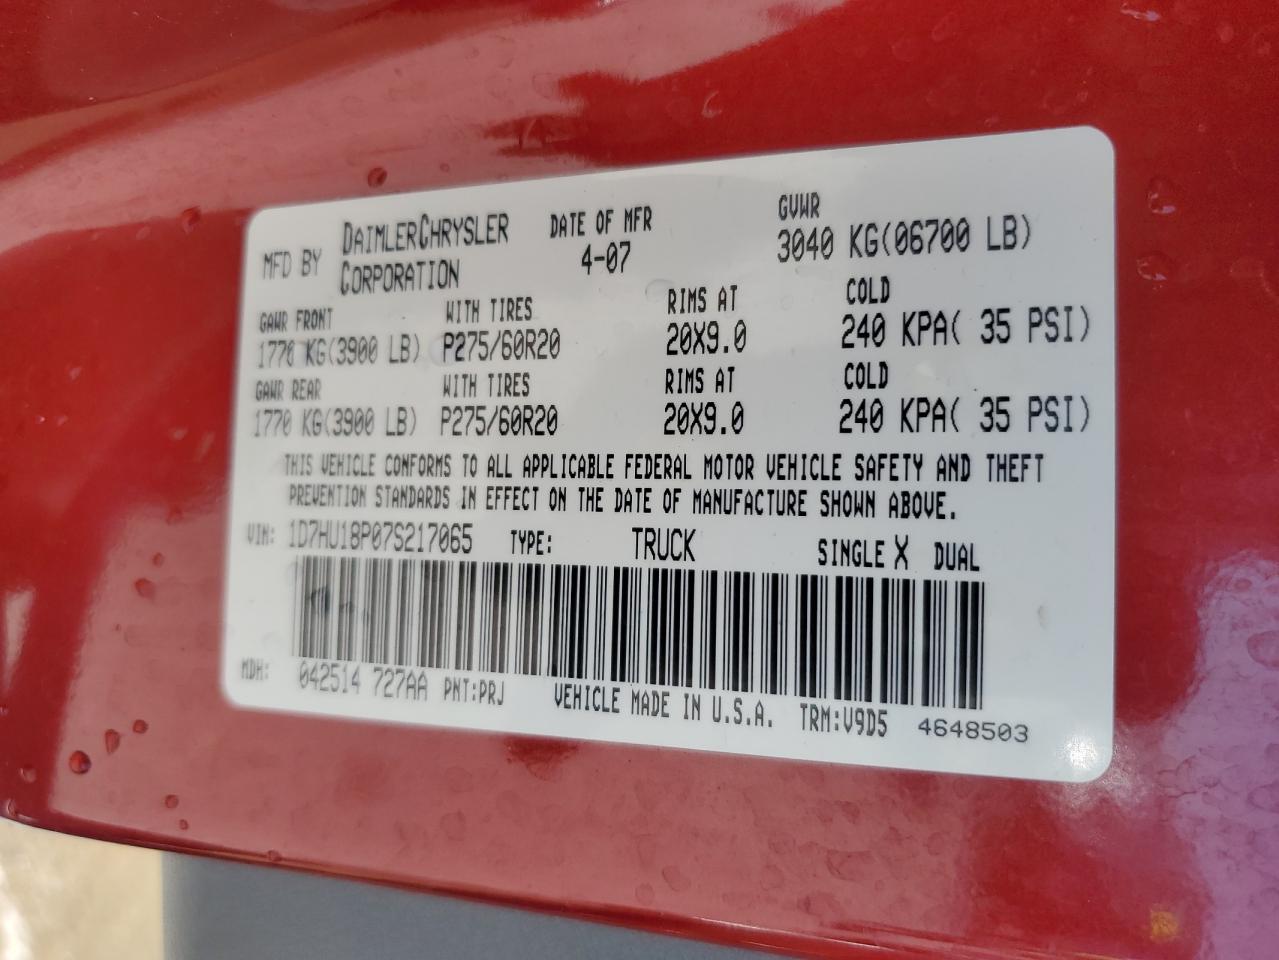 MFD BY DAIMLERCHRYSLER CORPORATION DATE OF MFR 4-07 GVWR 3040 KG(06700 LB)
GAWR FRONT WITH TIRES RIMS AT COLD
1770 KG(3900 LB) P275/60R20 20X9.0 240 KPA( 35 PSI)
GAWR REAR WITH TIRES RIMS AT COLD
1770 KG(3900 LB) P275/60R20 20X9.0 240 KPA( 35 PSI)
THIS VEHICLE CONFORMS TO ALL APPLICABLE FEDERAL MOTOR VEHICLE SAFETY AND THEFT
PREVENTION STANDARDS IN EFFECT ON THE DATE OF MANUFACTURE SHOWN ABOVE.
VIN: 1D7HU18P07S217065 TYPE: TRUCK SINGLE X DUAL
MDH: 042514 727AA PNT:PRJ VEHICLE MADE IN U.S.A. TRM:V9D5 4648503